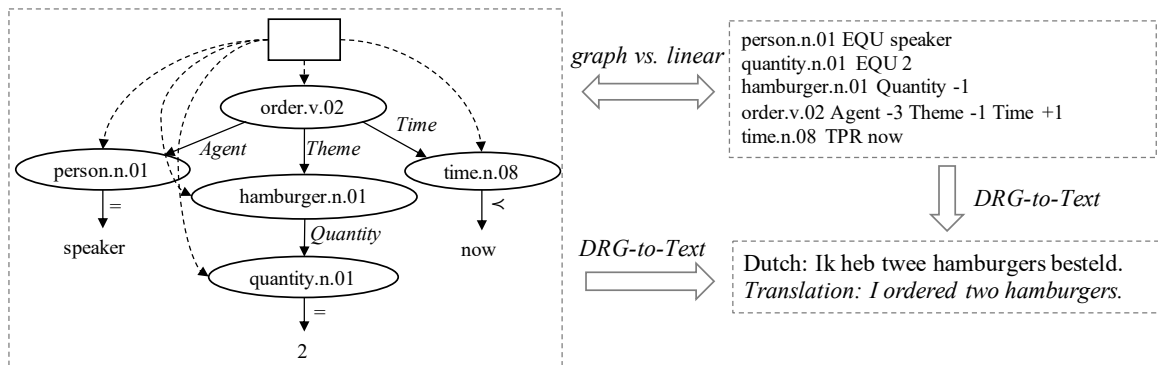 order.v.02
Time
Agent
Theme
person.n.01
time.n.08
hamburger.n.01
=
≺
speaker
Quantity
now
quantity.n.01
=
2
graph vs. linear
person.n.01 EQU speaker
quantity.n.01 EQU 2
hamburger.n.01 Quantity -1
order.v.02 Agent -3 Theme -1 Time +1
time.n.08 TPR now
DRG-to-Text
DRG-to-Text
Dutch: Ik heb twee hamburgers besteld.
Translation: I ordered two hamburgers.